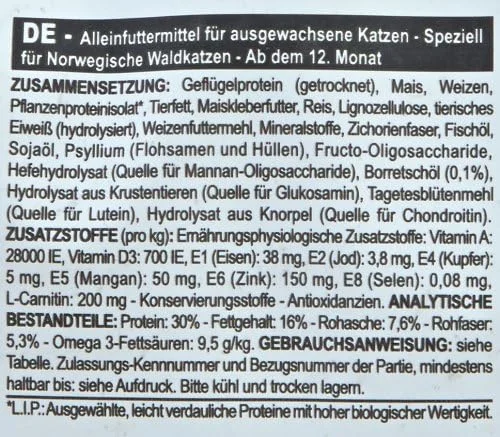 DE - Alleinfuttermittel für ausgewachsene Katzen - Speziell
für Norwegische Waldkatzen - Ab dem 12. Monat
ZUSAMMENSETZUNG: Geflügelprotein (getrocknet), Mais, Weizen,
Pflanzenproteinisolat*, Tierfett, Maiskleberfutter, Reis, Lignozellulose, tierisches
Eiweiß (hydrolysiert), Weizenfuttermehl, Mineralstoffe, Zichorienfaser, Fischöl,
Sojaöl, Psyllium (Flohsamen und Hüllen), Fructo-Oligosaccharide,
Hefehydrolysat (Quelle für Mannan-Oligosaccharide), Borretschöl (0,1%),
Hydrolysat aus Krustentieren (Quelle für Glukosamin), Tagetesblütenmehl
(Quelle für Lutein), Hydrolysat aus Knorpel (Quelle für Chondroitin).
ZUSATZSTOFFE (pro kg): Ernährungsphysiologische Zusatzstoffe: Vitamin A:
28000 IE, Vitamin D3: 700 IE, E1 (Eisen): 38 mg, E2 (Jod): 3,8 mg, E4 (Kupfer):
5 mg, E5 (Mangan): 50 mg, E6 (Zink): 150 mg, E8 (Selen): 0,08 mg,
L-Carnitin: 200 mg - Konservierungsstoffe - Antioxidanzien. ANALYTISCHE
BESTANDTEILE: Protein: 30% - Fettgehalt: 16% - Rohasche: 7,6% - Rohfaser:
5,3% - Omega 3-Fettsäuren: 9,5 g/kg. GEBRAUCHSANWEISUNG: siehe
Tabelle. Zulassungs-Kennnummer und Bezugsnummer der Partie, mindestens
haltbar bis: siehe Aufdruck. Bitte kühl und trocken lagern.
*L.I.P.: Ausgewählte, leicht verdauliche Proteine mit hoher biologischer Wertigkeit.